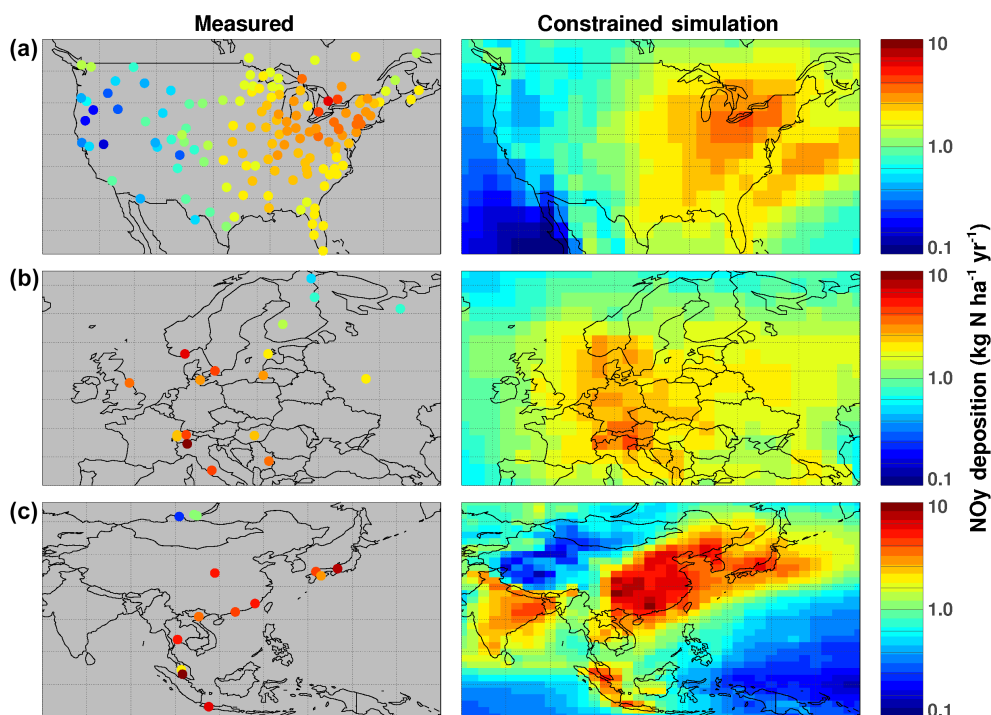 Measured Constrained simulation
(a)
10
1.0
0.1
(b)
10
1.0
0.1
(c)
10
1.0
0.1
NOy deposition (kg N ha⁻¹ yr⁻¹)